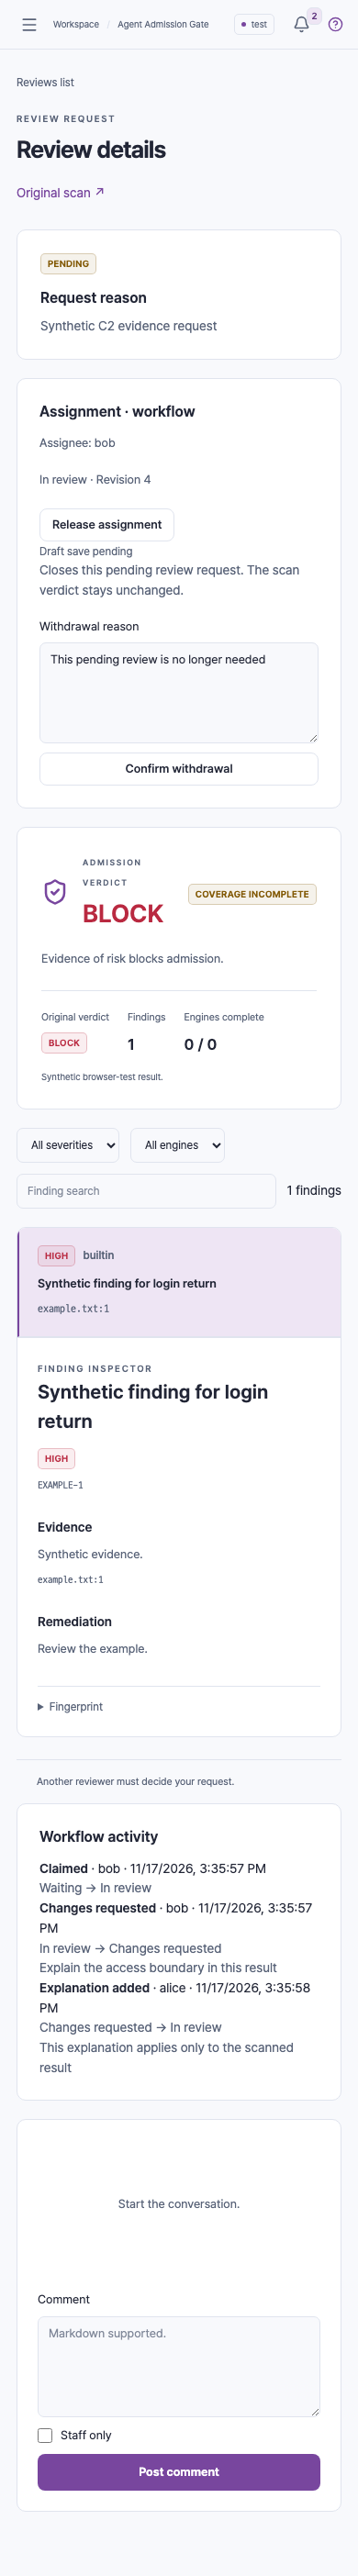 Workspace / Agent Admission Gate test 2
Reviews list
REVIEW REQUEST
Review details
Original scan ↗
PENDING
Request reason
Synthetic C2 evidence request
Assignment · workflow
Assignee: bob
In review · Revision 4
Release assignment
Draft save pending
Closes this pending review request. The scan
verdict stays unchanged.
Withdrawal reason
This pending review is no longer needed
Confirm withdrawal
ADMISSION
VERDICT
BLOCK
COVERAGE INCOMPLETE
Evidence of risk blocks admission.
Original verdict Findings Engines complete
BLOCK 1 0 / 0
Synthetic browser-test result.
All severities All engines
Finding search 1 findings
HIGH builtin
Synthetic finding for login return
example.txt:1
FINDING INSPECTOR
Synthetic finding for login
return
HIGH
EXAMPLE-1
Evidence
Synthetic evidence.
example.txt:1
Remediation
Review the example.
Fingerprint
Another reviewer must decide your request.
Workflow activity
Claimed · bob · 11/17/2026, 3:35:57 PM
Waiting → In review
Changes requested · bob · 11/17/2026, 3:35:57
PM
In review → Changes requested
Explain the access boundary in this result
Explanation added · alice · 11/17/2026, 3:35:58
PM
Changes requested → In review
This explanation applies only to the scanned
result
Start the conversation.
Comment
Markdown supported.
Staff only
Post comment